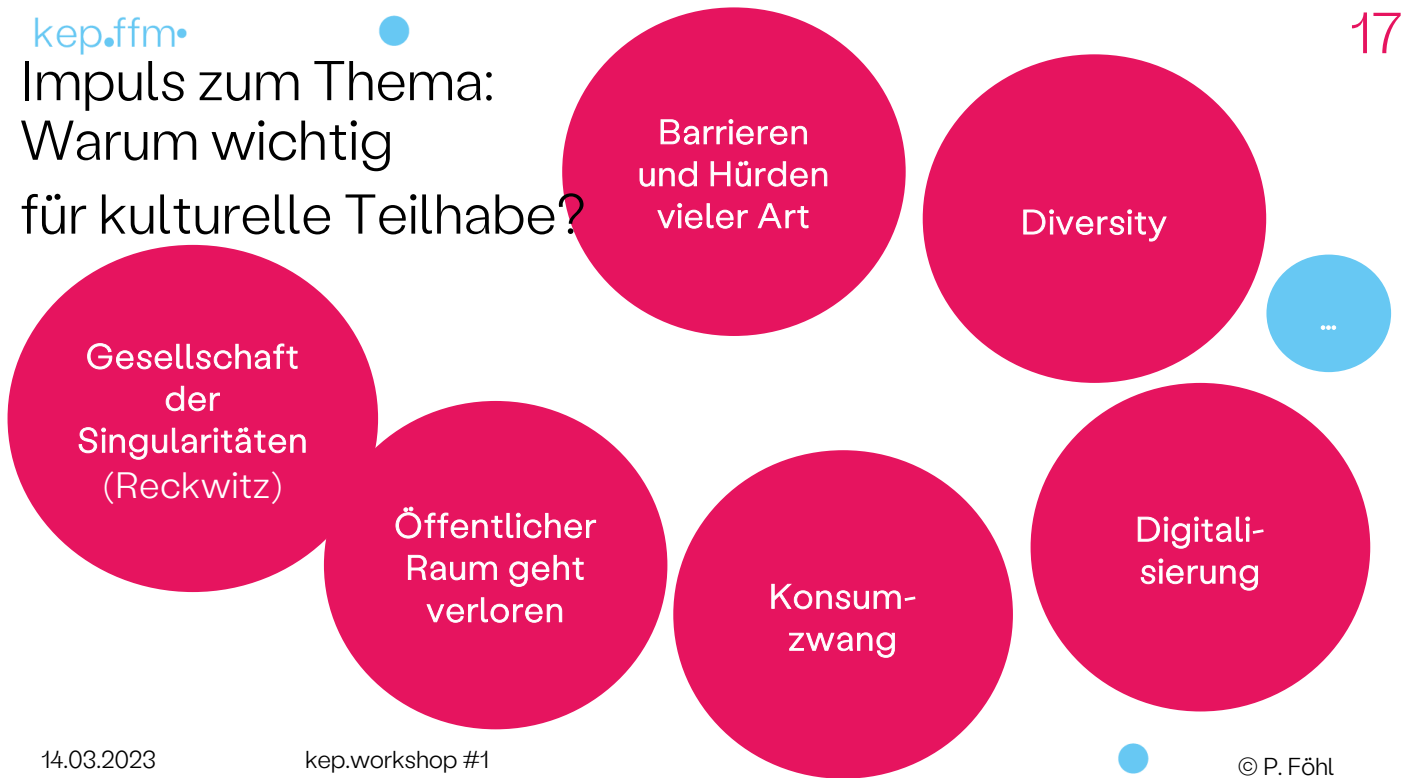 kep.ffm
17
Impuls zum Thema:
Warum wichtig
für kulturelle Teilhabe?
Barrieren
und Hürden
vieler Art
Diversity
...
Gesellschaft
der
Singularitäten
(Reckwitz)
Öffentlicher
Raum geht
verloren
Konsum-
zwang
Digitali-
sierung
14.03.2023
kep.workshop #1
© P. Föhl